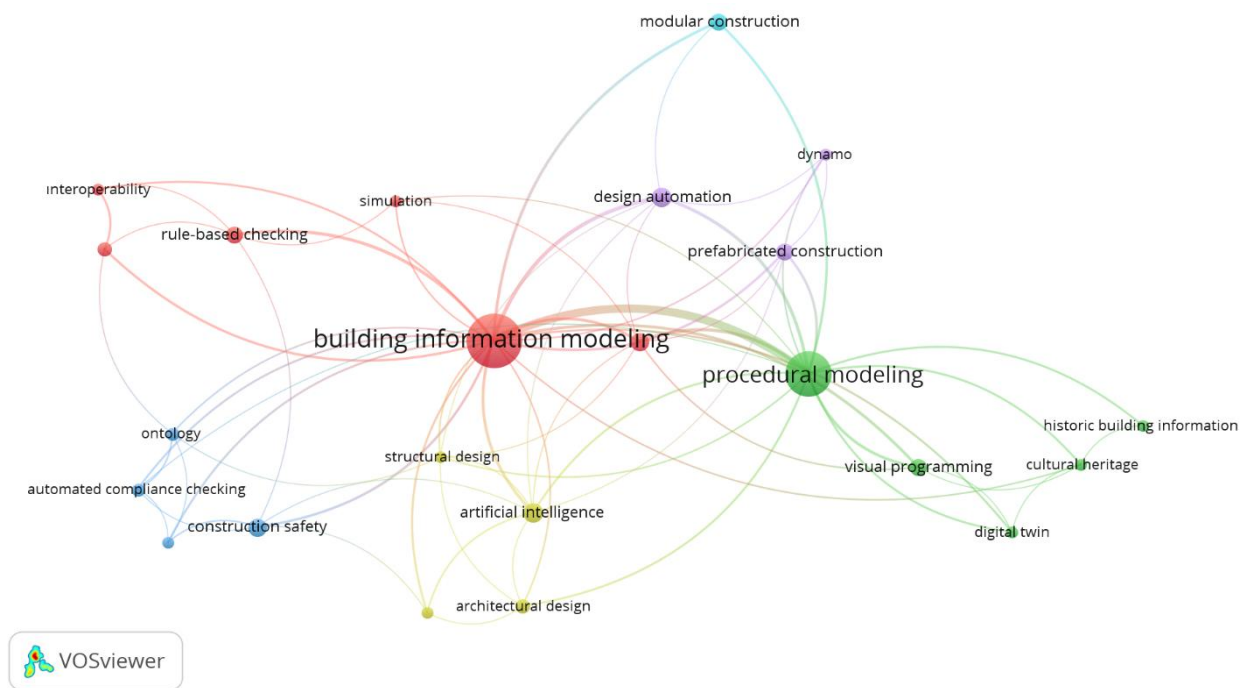 modular construction
dynamo
interoperability
simulation
design automation
rule-based checking
prefabricated construction
building information modeling
procedural modeling
historic building information
ontology
structural design
visual programming
cultural heritage
automated compliance checking
artificial intelligence
construction safety
digital twin
architectural design
VOSviewer